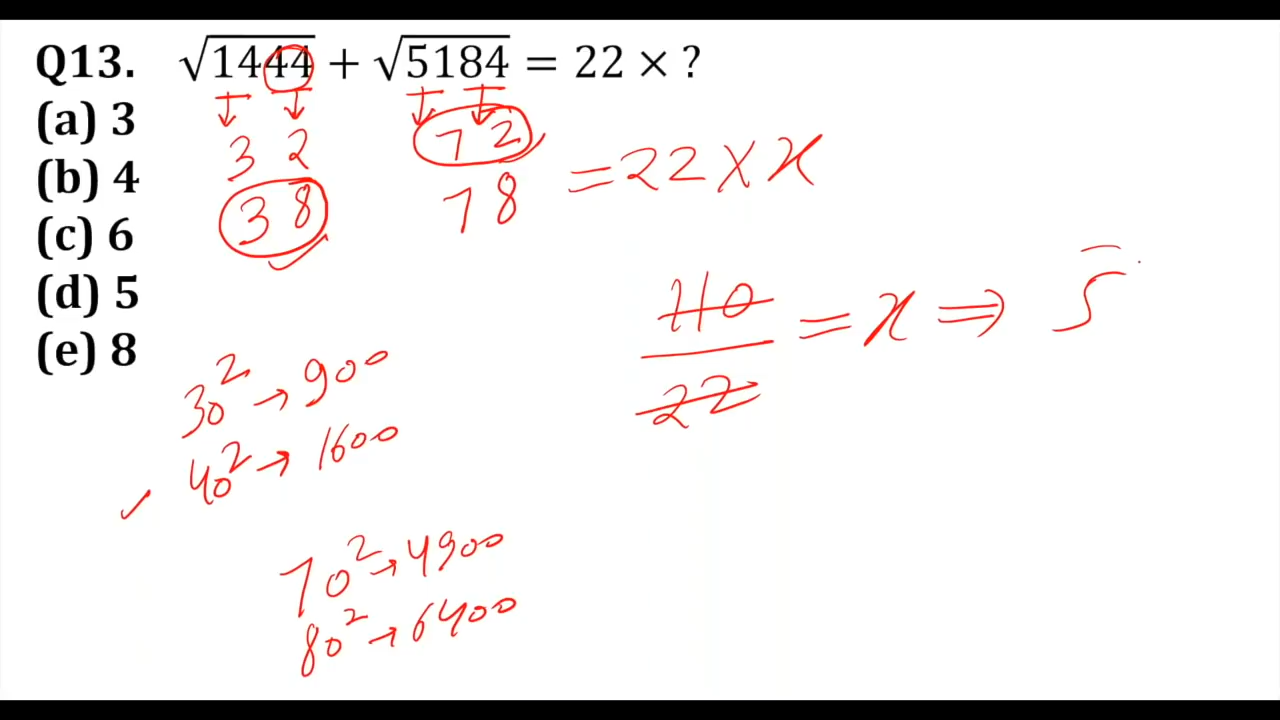 Q13. √1444 + √5184 = 22 × ?
(a) 3
(b) 4
(c) 6
(d) 5
(e) 8
3 2
7 2
3 8
7 8
= 22 × x
110
22
= x ⇒ 5
30² → 900
40² → 1600
✓
70² → 4900
80² → 6400